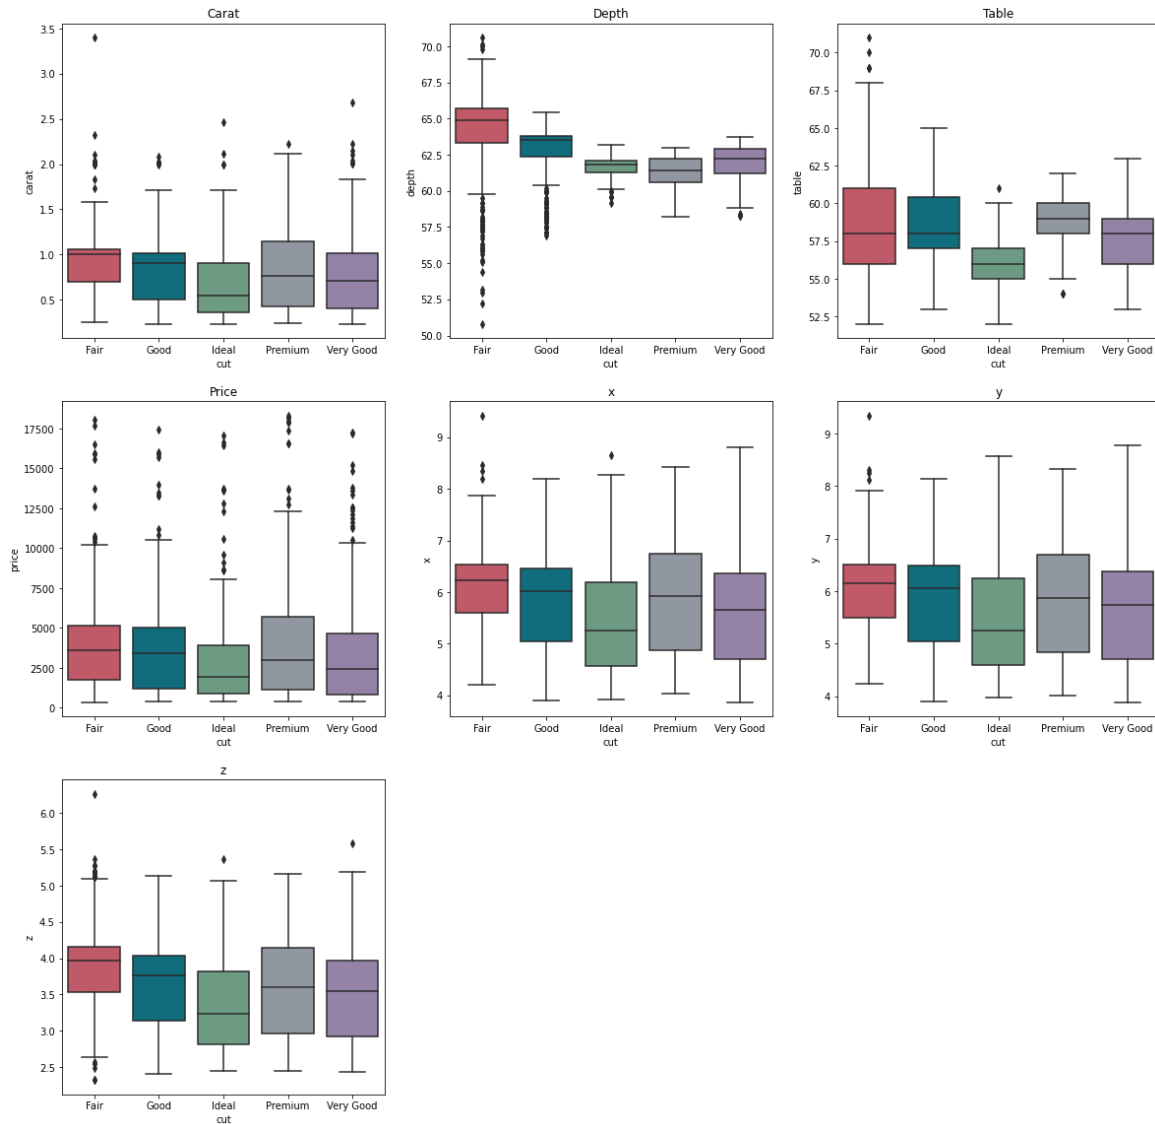 Carat
carat
3.5
3.0
2.5
2.0
1.5
1.0
0.5
Fair Good Ideal Premium Very Good
cut
Depth
depth
70.0
67.5
65.0
62.5
60.0
57.5
55.0
52.5
50.0
Fair Good Ideal Premium Very Good
cut
Table
table
70.0
67.5
65.0
62.5
60.0
57.5
55.0
52.5
Fair Good Ideal Premium Very Good
cut
Price
price
17500
15000
12500
10000
7500
5000
2500
0
Fair Good Ideal Premium Very Good
cut
x
x
9
8
7
6
5
4
Fair Good Ideal Premium Very Good
cut
y
y
9
8
7
6
5
4
Fair Good Ideal Premium Very Good
cut
z
z
6.0
5.5
5.0
4.5
4.0
3.5
3.0
2.5
Fair Good Ideal Premium Very Good
cut